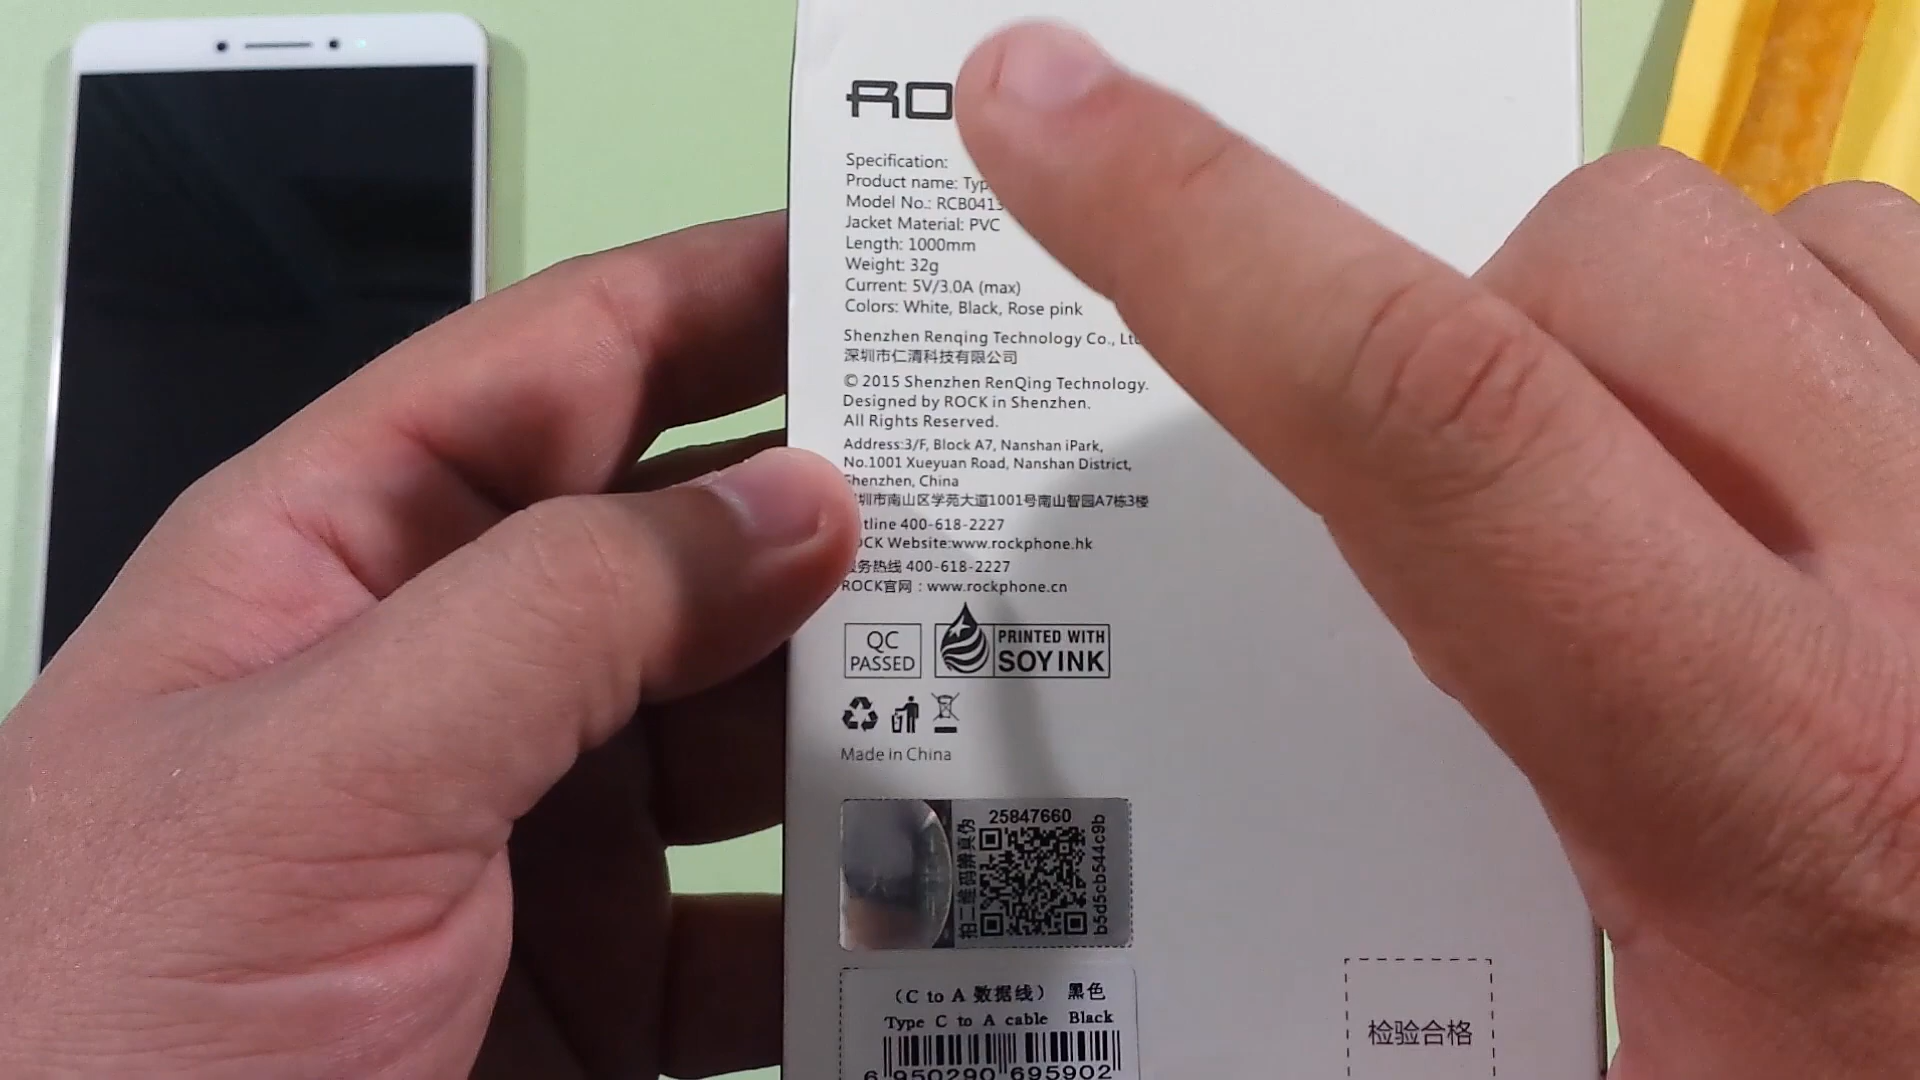 RO
Specification:
Product name: Typ
Model No.: RCB0413
Jacket Material: PVC
Length: 1000mm
Weight: 32g
Current: 5V/3.0A (max)
Colors: White, Black, Rose pink
Shenzhen Renqing Technology Co., Lt
深圳市仁清科技有限公司
© 2015 Shenzhen RenQing Technology.
Designed by ROCK in Shenzhen.
All Rights Reserved.
Address:3/F, Block A7, Nanshan iPark,
No.1001 Xueyuan Road, Nanshan District,
Shenzhen, China
圳市南山区学苑大道1001号南山智园A7栋3楼
tline 400-618-2227
OCK Website:www.rockphone.hk
务热线 400-618-2227
ROCK官网：www.rockphone.cn
QC
PASSED
PRINTED WITH
SOY INK
Made in China
25847660
拍二维码辨真伪
b5d5cb544c9b
（C to A 数据线） 黑色
Type C to A cable Black
6 950290 695902
检验合格